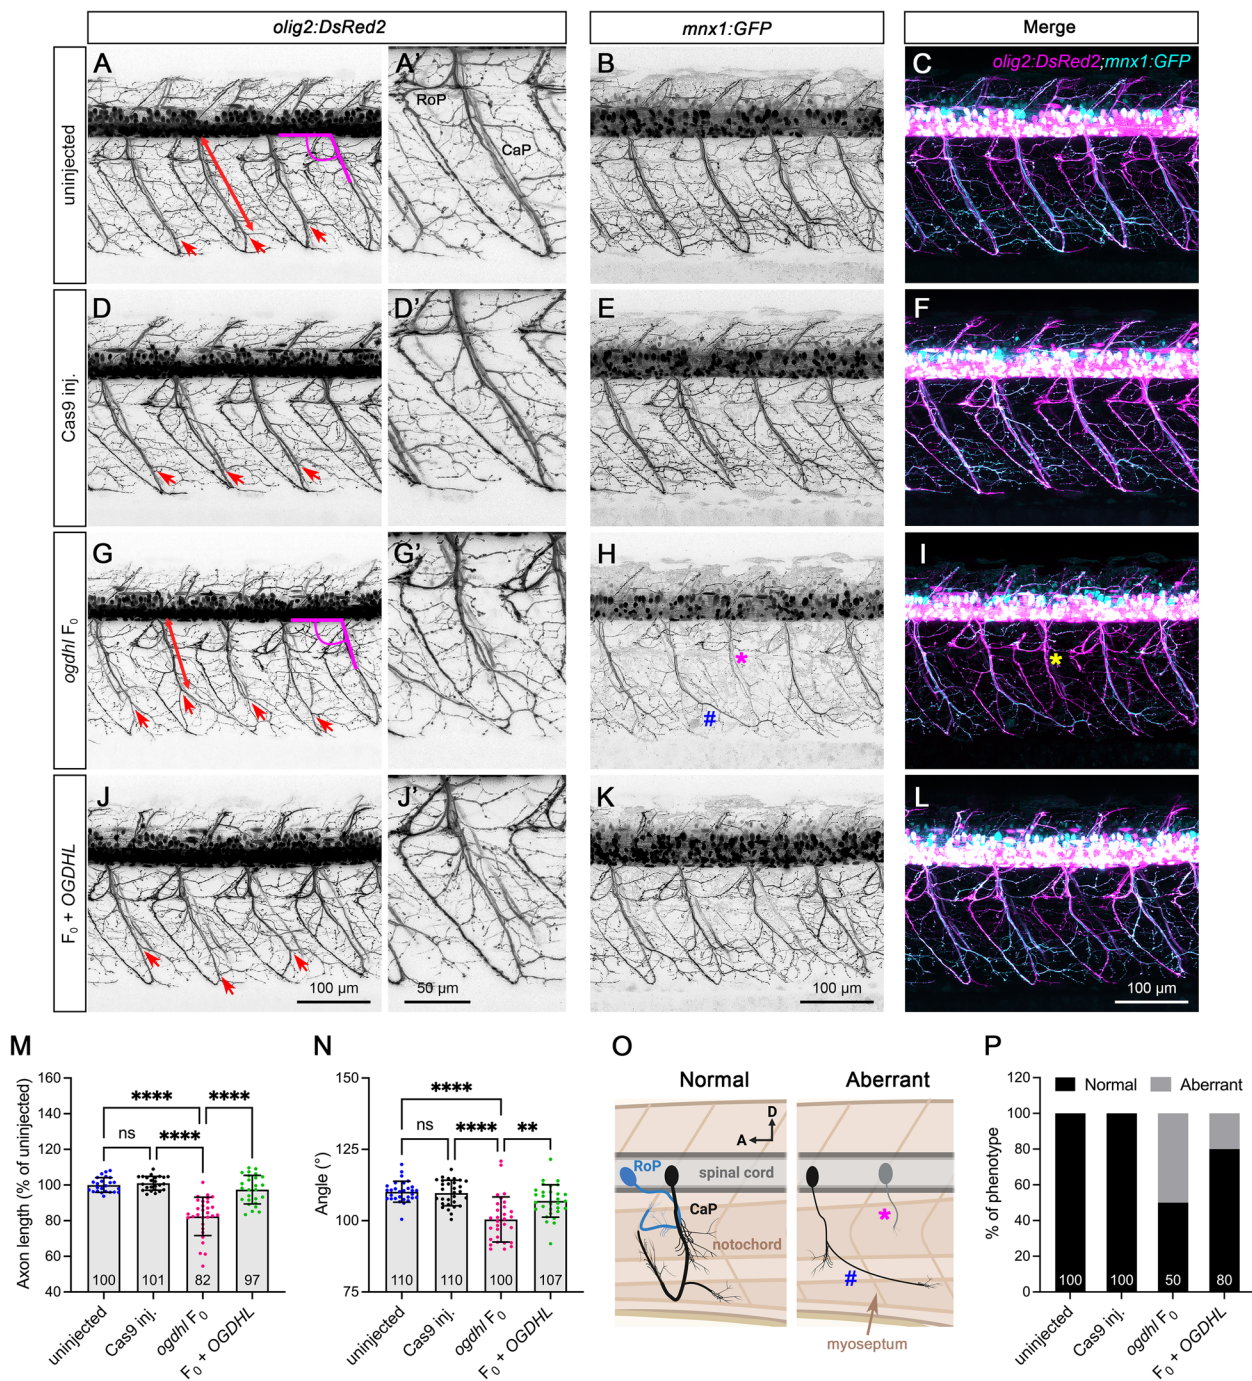 olig2:DsRed2
mnx1:GFP
Merge
uninjected
A
A'
RoP
CaP
B
C
olig2:DsRed2;mnx1:GFP
Cas9 inj.
D
D'
E
F
ogdhl F0
G
G'
H
*
#
I
*
F0 + OGDHL
J
100 µm
J'
50 µm
K
100 µm
L
100 µm
M
Axon length (% of uninjected)
160
140
120
100
80
60
40
****
****
ns
****
100
101
82
97
uninjected
Cas9 inj.
ogdhl F0
F0 + OGDHL
N
Angle (°)
150
125
100
75
****
ns
****
**
110
110
100
107
uninjected
Cas9 inj.
ogdhl F0
F0 + OGDHL
O
Normal
Aberrant
D
A
RoP
spinal cord
CaP
notochord
*
#
myoseptum
P
% of phenotype
120
100
80
60
40
20
0
Normal
Aberrant
100
100
50
80
uninjected
Cas9 inj.
ogdhl F0
F0 + OGDHL